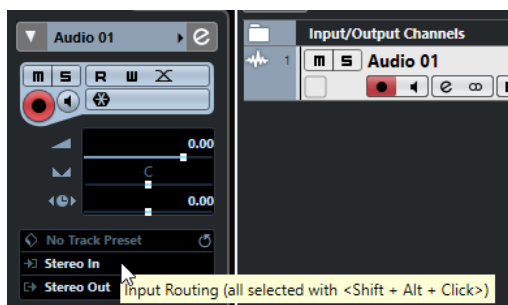 Audio 01
m S R W
0.00
C
0.00
No Track Preset
Stereo In
Stereo Out
Input/Output Channels
1 m S Audio 01
e
Input Routing (all selected with <Shift + Alt + Click>)